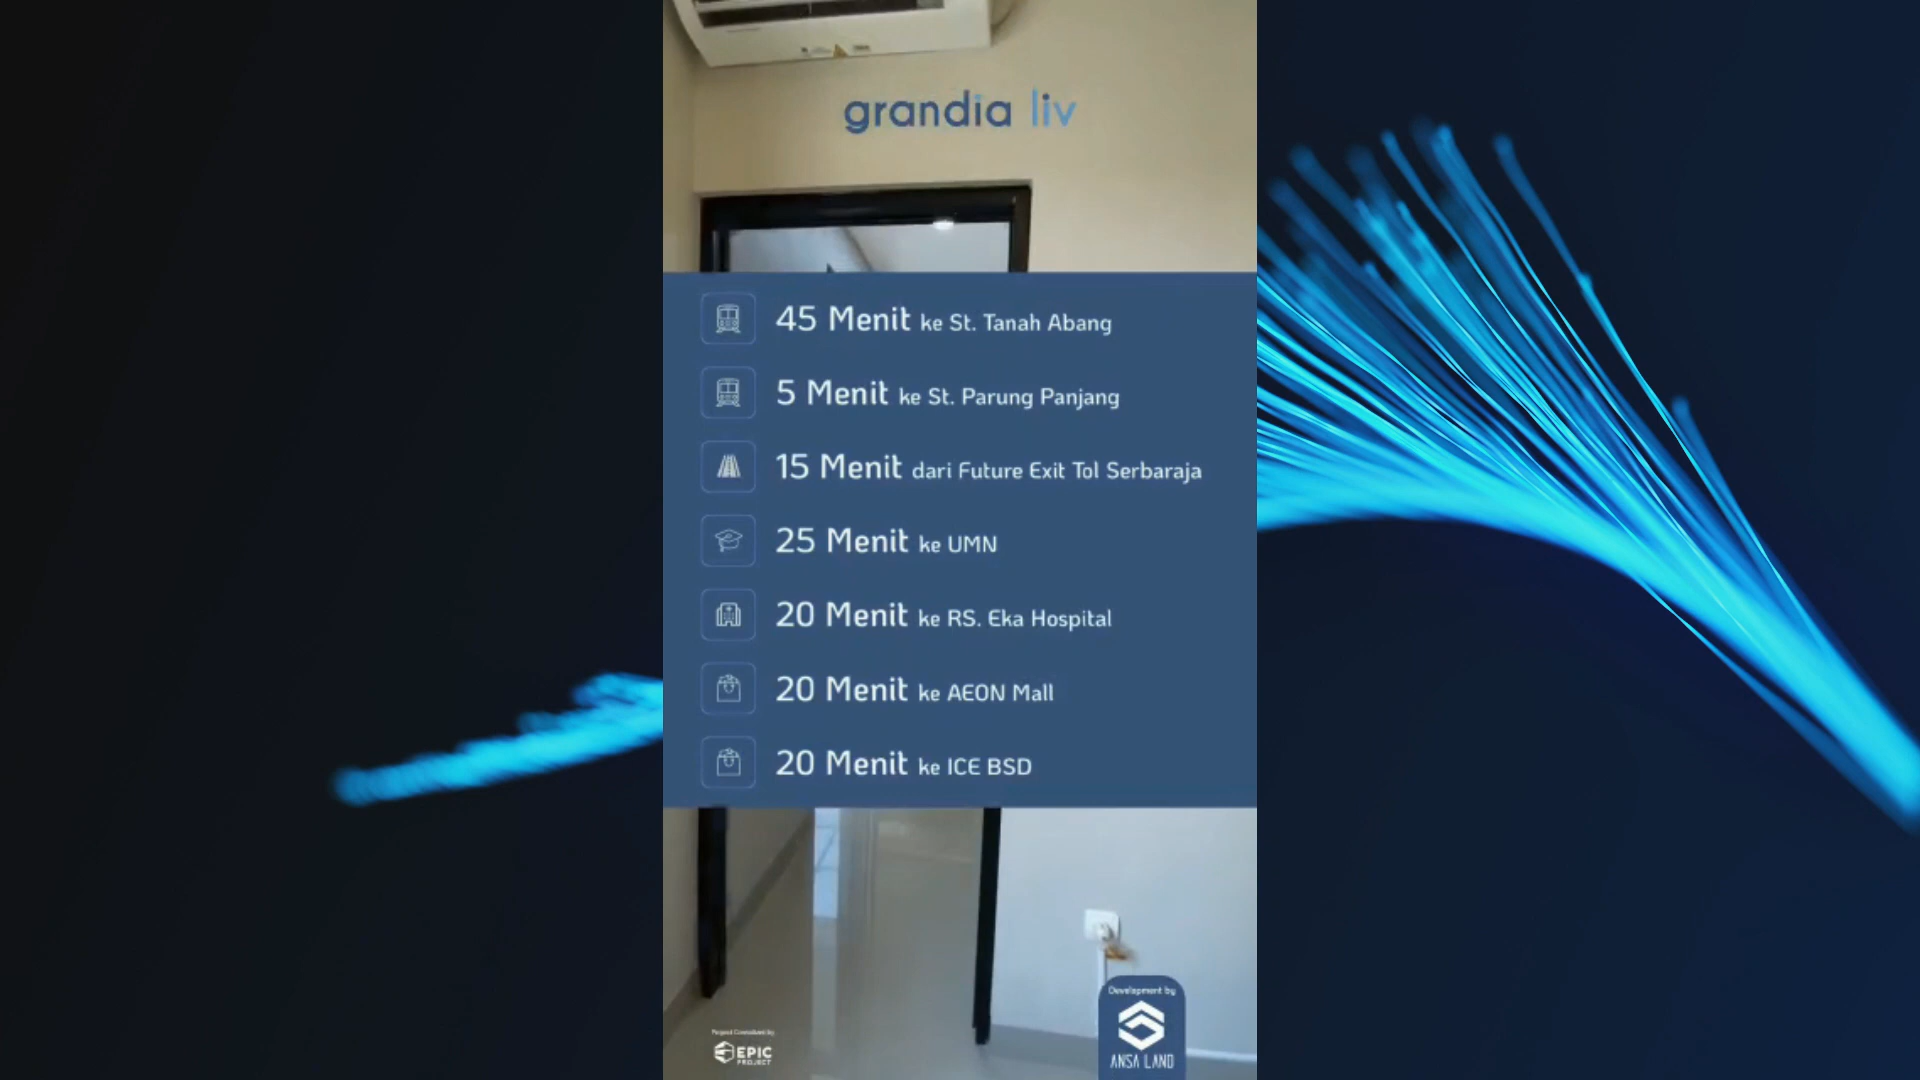 grandia liv
45 Menit ke St. Tanah Abang
5 Menit ke St. Parung Panjang
15 Menit dari Future Exit Tol Serbaraja
25 Menit ke UMN
20 Menit ke RS. Eka Hospital
20 Menit ke AEON Mall
20 Menit ke ICE BSD
Development by
ANSA LAND
EPIC
PROJECT